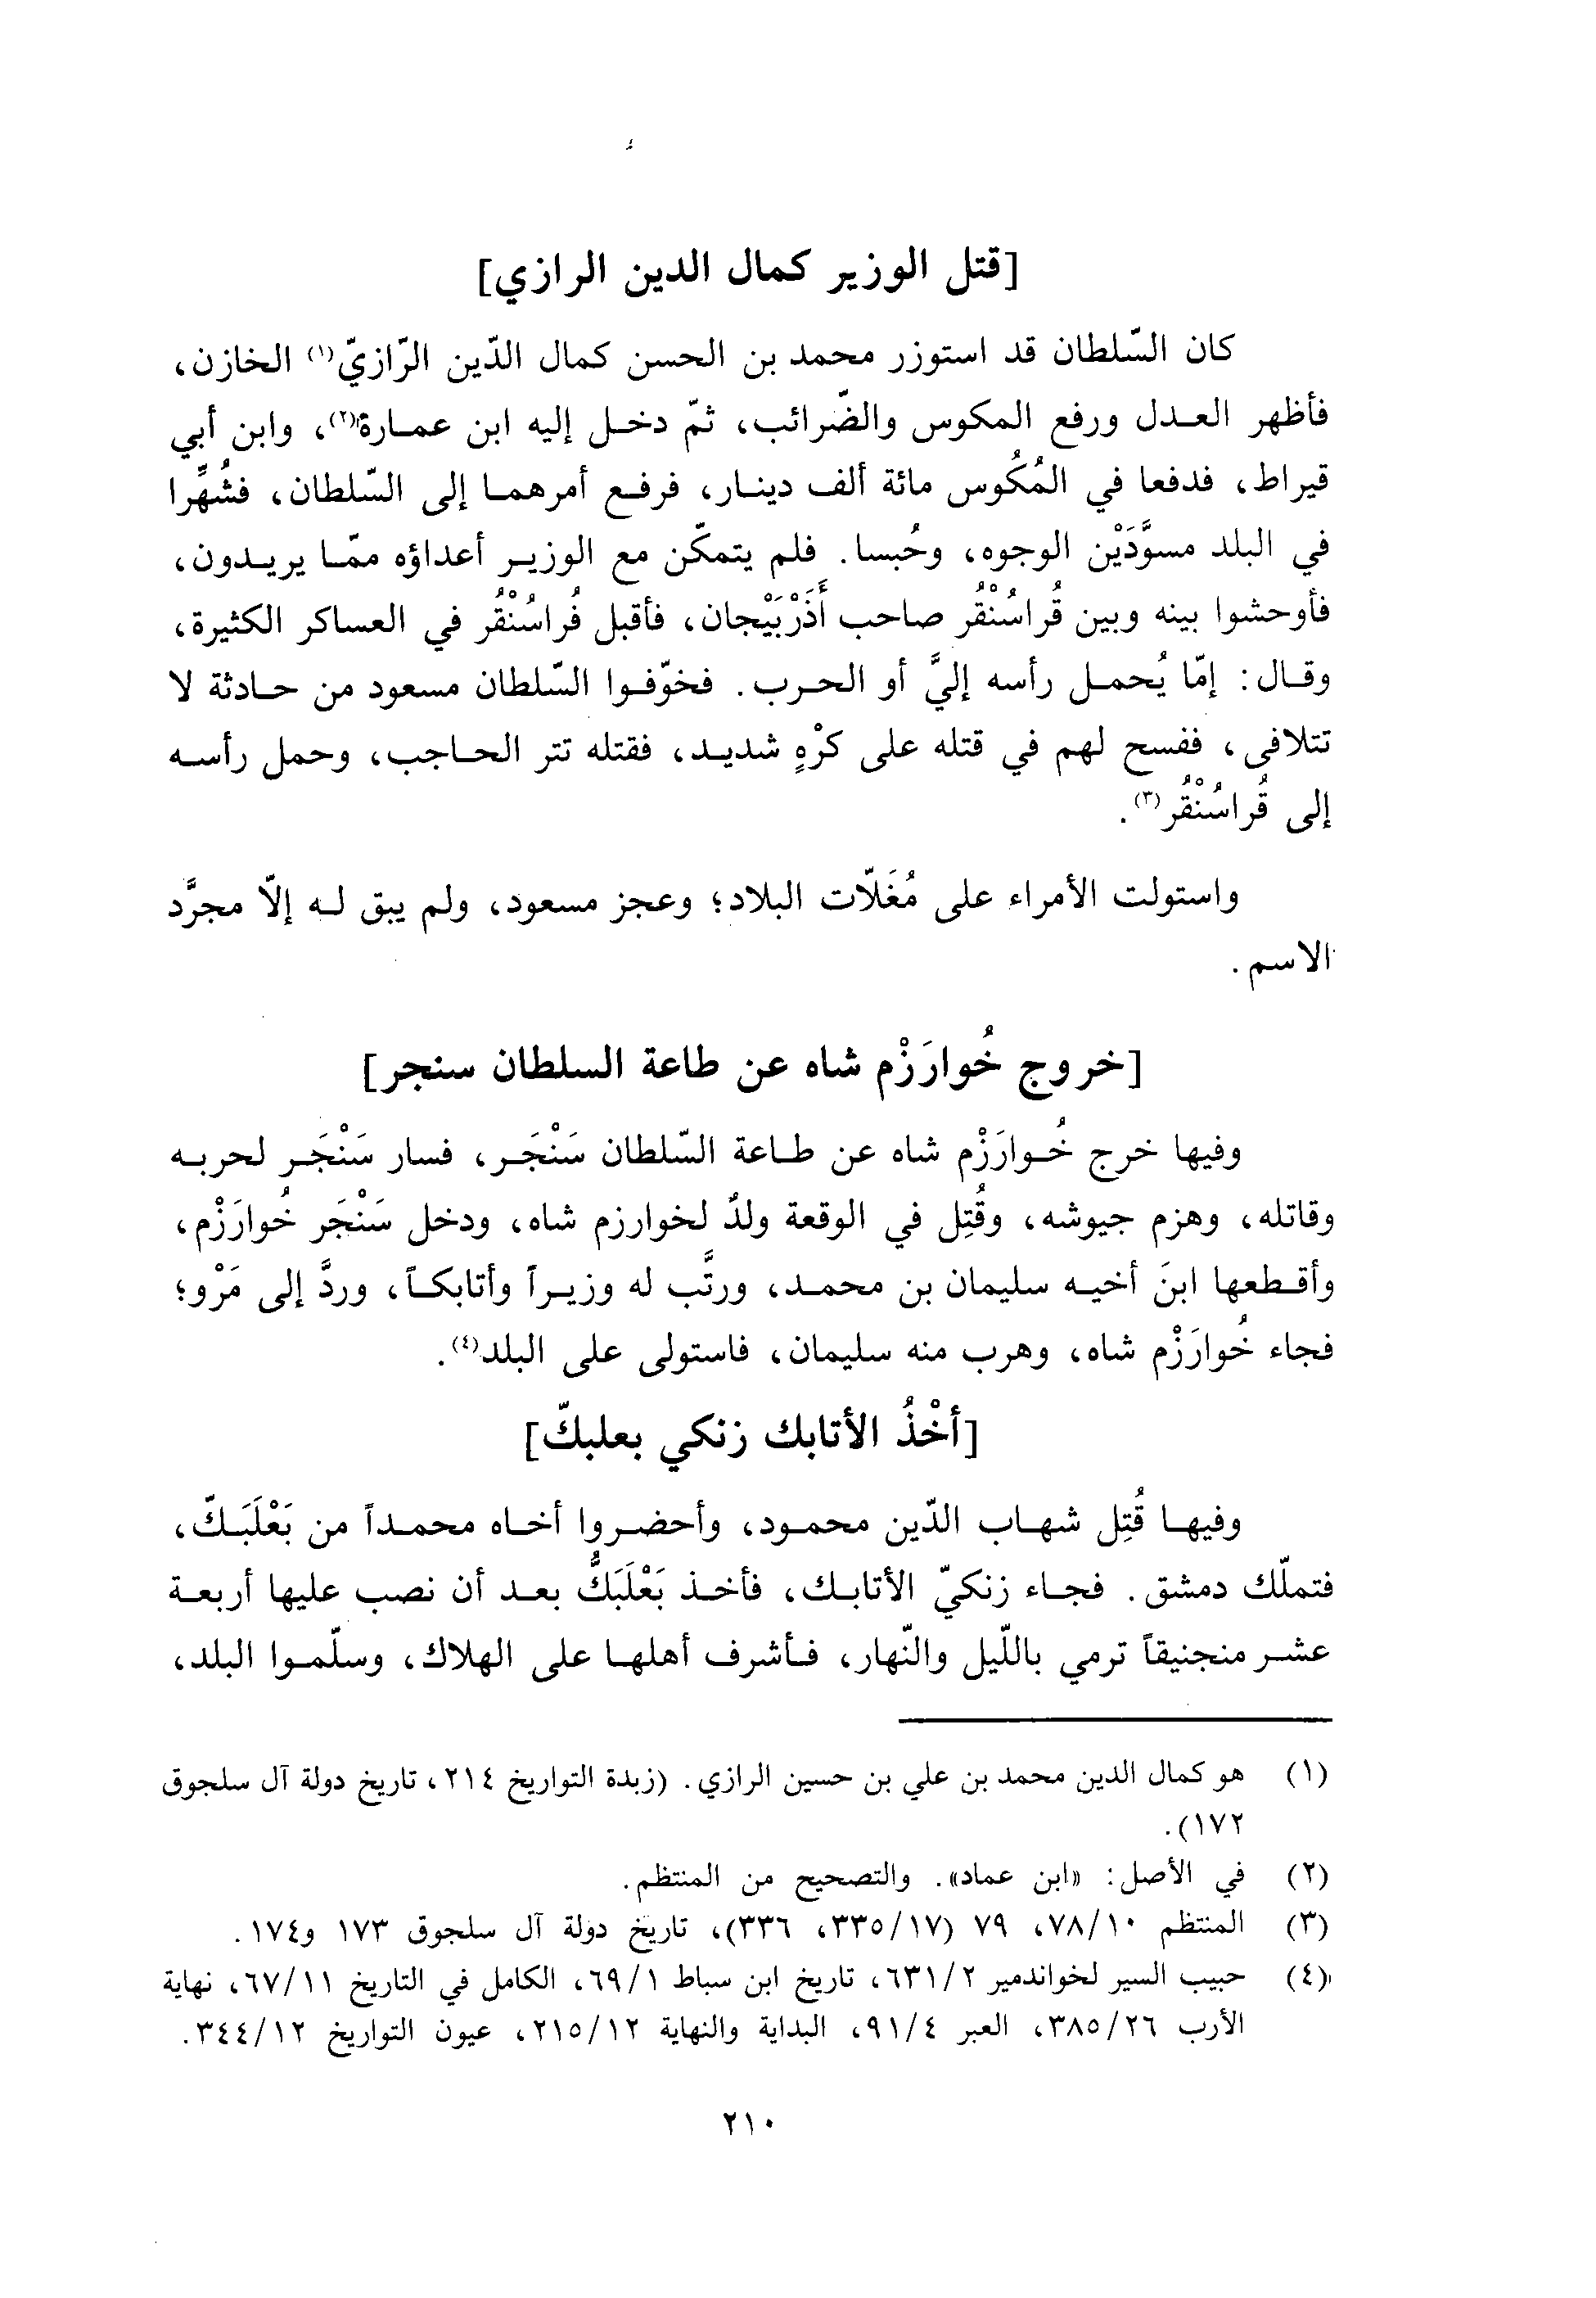 [قتل الوزير كمال الدين الرازي]
كان السّلطان قد استوزر محمد بن الحسن كمال الدّين الرّازيّ(١) الخازن،
فأظهر العدل ورفع المكوس والضّرائب، ثمّ دخل إليه ابن عمارة(٢)، وابن أبي
قيراط، فدفعا في المُكُوس مائة ألف دينار، فرفع أمرهما إلى السّلطان، فشُهِّرا
في البلد مسوَّدَيْن الوجوه، وحُبسا. فلم يتمكّن مع الوزير أعداؤه ممّا يريدون،
فأوحشوا بينه وبين قُراسُنْقُر صاحب أَذَرْبَيْجان، فأقبل قُراسُنْقُر في العساكر الكثيرة،
وقال: إمّا يُحمل رأسه إليَّ أو الحرب. فخوّفوا السّلطان مسعود من حادثة لا
تتلافى، ففسح لهم في قتله على كرْهٍ شديد، فقتله تتر الحاجب، وحمل رأسه
إلى قُراسُنْقُر(٣).
واستولت الأمراء على مُغَلّات البلاد؛ وعجز مسعود، ولم يبق له إلّا مجرَّد
الاسم.
[خروج خُوارَزْم شاه عن طاعة السلطان سنجر]
وفيها خرج خُوارَزْم شاه عن طاعة السّلطان سَنْجَر، فسار سَنْجَر لحربه
وقاتله، وهزم جيوشه، وقُتِل في الوقعة ولدٌ لخوارزم شاه، ودخل سَنْجَر خُوارَزْم،
وأقطعها ابنَ أخيه سليمان بن محمد، ورتَّب له وزيراً وأتابكاً، وردَّ إلى مَرْو؛
فجاء خُوارَزْم شاه، وهرب منه سليمان، فاستولى على البلد(٤).
[أخْذُ الأتابك زنكي بعلبكّ]
وفيها قُتِل شهاب الدّين محمود، وأحضروا أخاه محمداً من بَعْلَبَكّ،
فتملّك دمشق. فجاء زنكيّ الأتابك، فأخذ بَعْلَبَكُّ بعد أن نصب عليها أربعة
عشر منجنيقاً ترمي باللّيل والنّهار، فأشرف أهلها على الهلاك، وسلّموا البلد،
(١) هو كمال الدين محمد بن علي بن حسين الرازي. (زبدة التواريخ ٢١٤، تاريخ دولة آل سلجوق
١٧٢).
(٢) في الأصل: «ابن عماد». والتصحيح من المنتظم.
(٣) المنتظم ٧٨/١٠، ٧٩ (٣٣٥/١٧، ٣٣٦)، تاريخ دولة آل سلجوق ١٧٣ و١٧٤.
(٤) حبيب السير لخواندمير ٦٣١/٢، تاريخ ابن سباط ٦٩/١، الكامل في التاريخ ٦٧/١١، نهاية
الأرب ٣٨٥/٢٦، العبر ٩١/٤، البداية والنهاية ٢١٥/١٢، عيون التواريخ ٣٤٤/١٢.
٢١٠